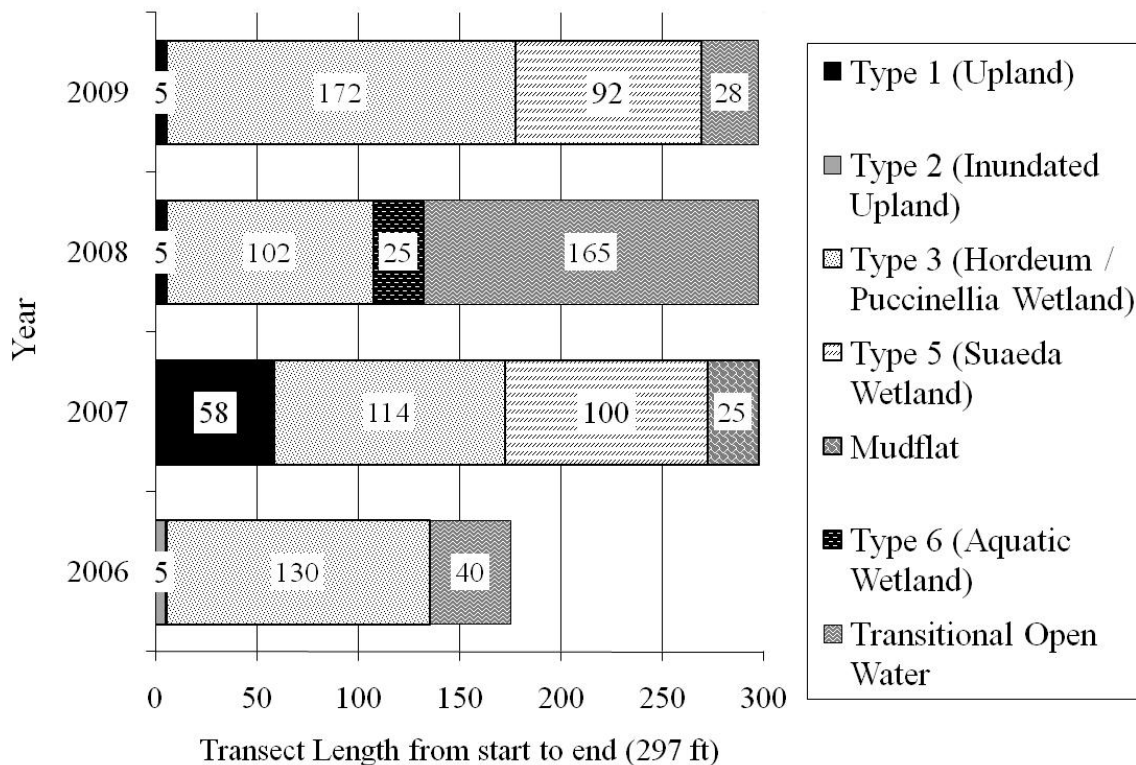 2009
5
172
92
28
2008
5
102
25
165
2007
58
114
100
25
2006
5
130
40
0
50
100
150
200
250
300
Year
Transect Length from start to end (297 ft)
Type 1 (Upland)
Type 2 (Inundated
Upland)
Type 3 (Hordeum /
Puccinellia Wetland)
Type 5 (Suaeda
Wetland)
Mudflat
Type 6 (Aquatic
Wetland)
Transitional Open
Water